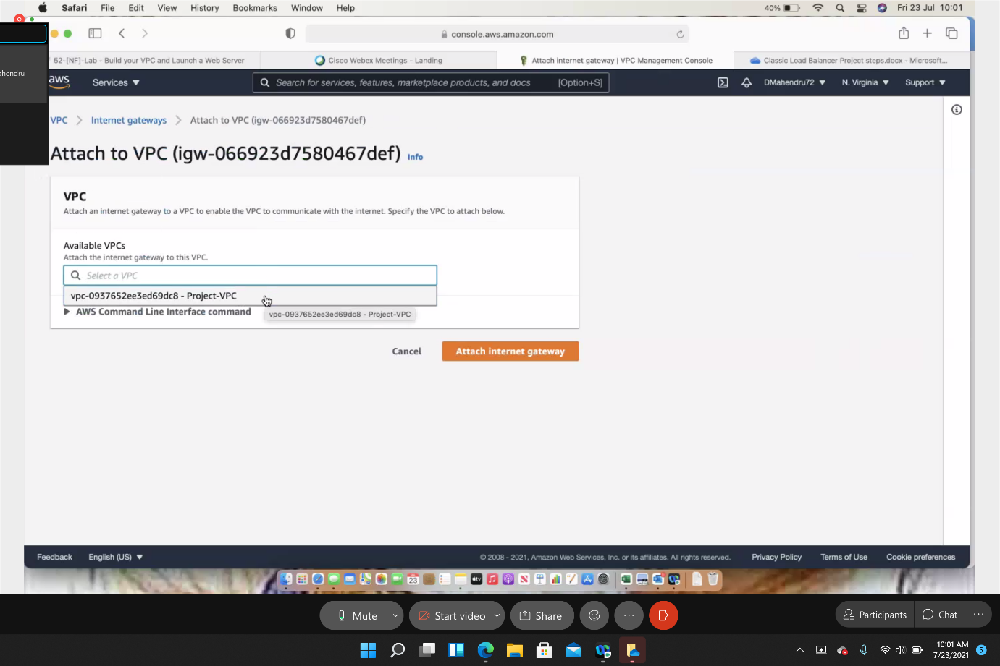 Safari File Edit View History Bookmarks Window Help 40% Fri 23 Jul 10:01
console.aws.amazon.com
52-[NF]-Lab - Build your VPC and Launch a Web Server
Cisco Webex Meetings - Landing
Attach internet gateway | VPC Management Console
Classic Load Balancer Project steps.docx - Microsoft...
ahendru
aws Services Search for services, features, marketplace products, and docs [Option+S] DMahendru72 N. Virginia Support
VPC Internet gateways Attach to VPC (igw-066923d7580467def)
Attach to VPC (igw-066923d7580467def) Info
VPC
Attach an internet gateway to a VPC to enable the VPC to communicate with the internet. Specify the VPC to attach below.
Available VPCs
Attach the internet gateway to this VPC.
Select a VPC
vpc-0937652ee3ed69dc8 - Project-VPC
AWS Command Line Interface command
vpc-0937652ee3ed69dc8 - Project-VPC
Cancel Attach internet gateway
Feedback English (US) © 2008 - 2021, Amazon Web Services, Inc. or its affiliates. All rights reserved. Privacy Policy Terms of Use Cookie preferences
23
tv
Mute Start video Share Participants Chat
10:01 AM
7/23/2021
5